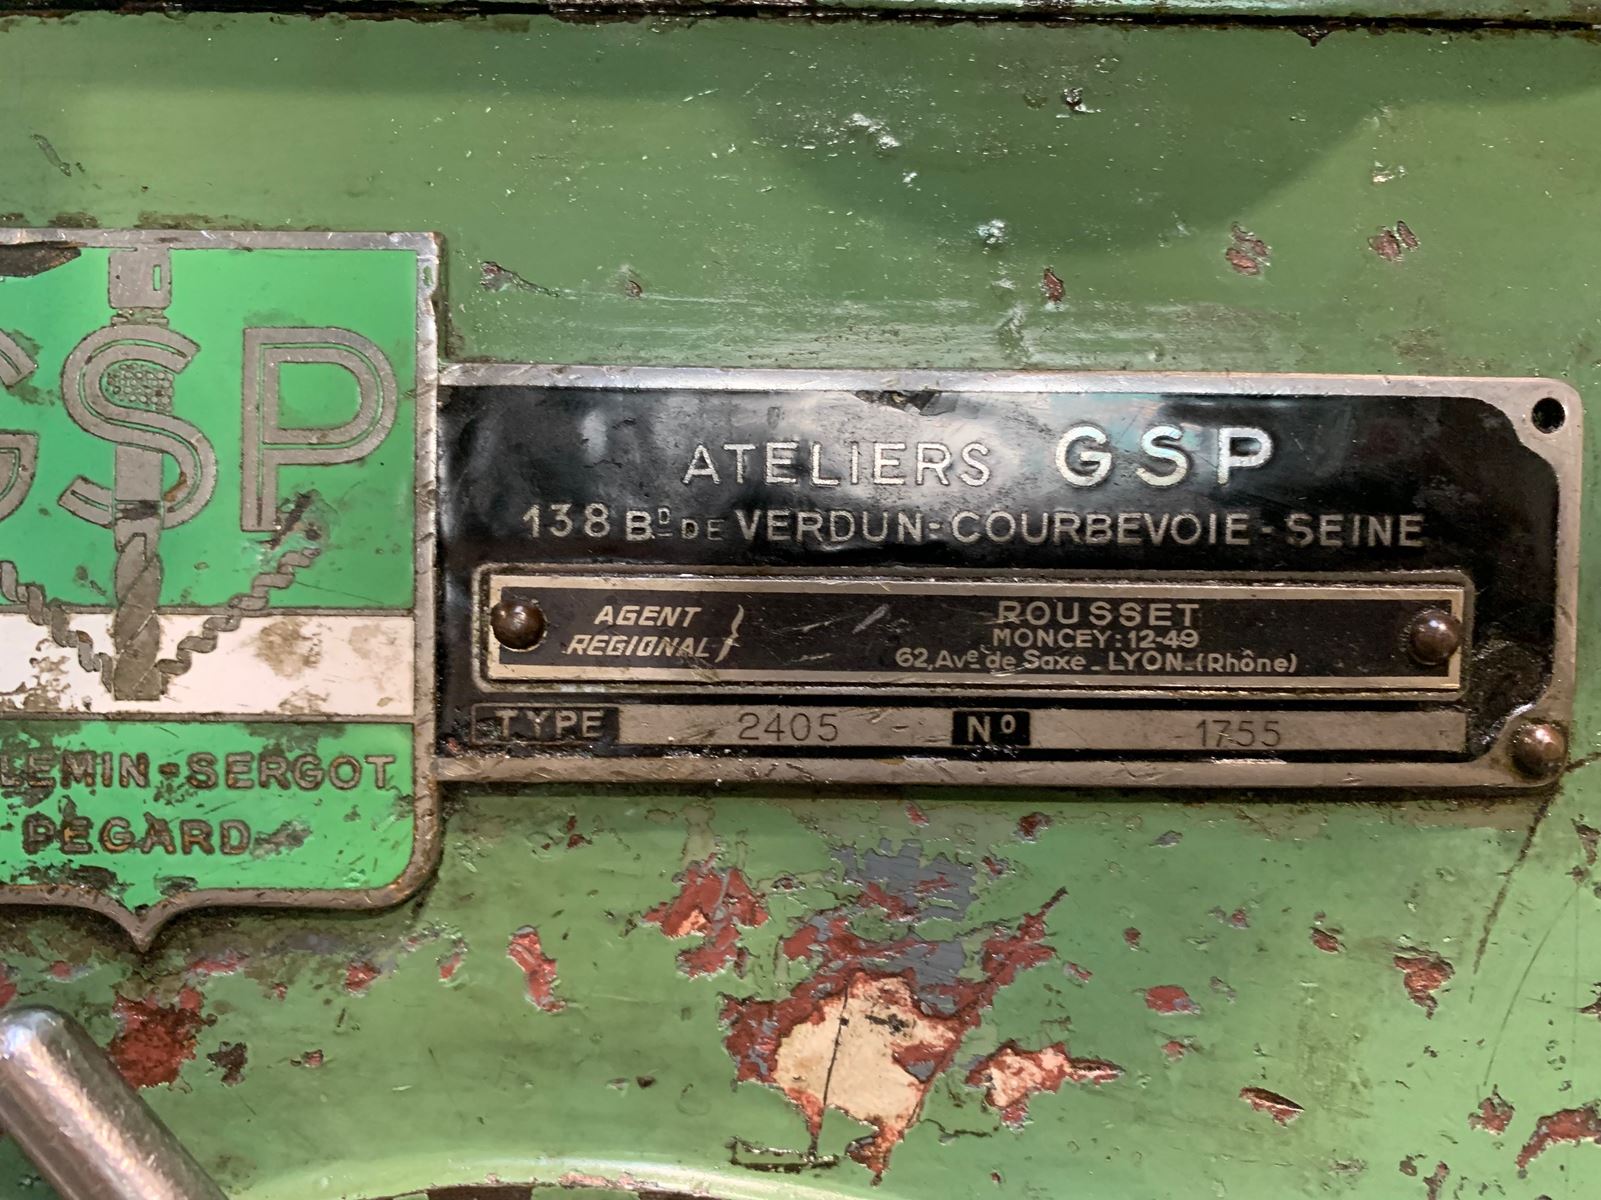 GSP
LEMIN-SERGOT
PEGARD
ATELIERS GSP
138 BD DE VERDUN - COURBEVOIE - SEINE
AGENT
REGIONAL
ROUSSET
MONCEY: 12-49
62, Ave de Saxe - LYON - (Rhône)
TYPE 2405 No 1755